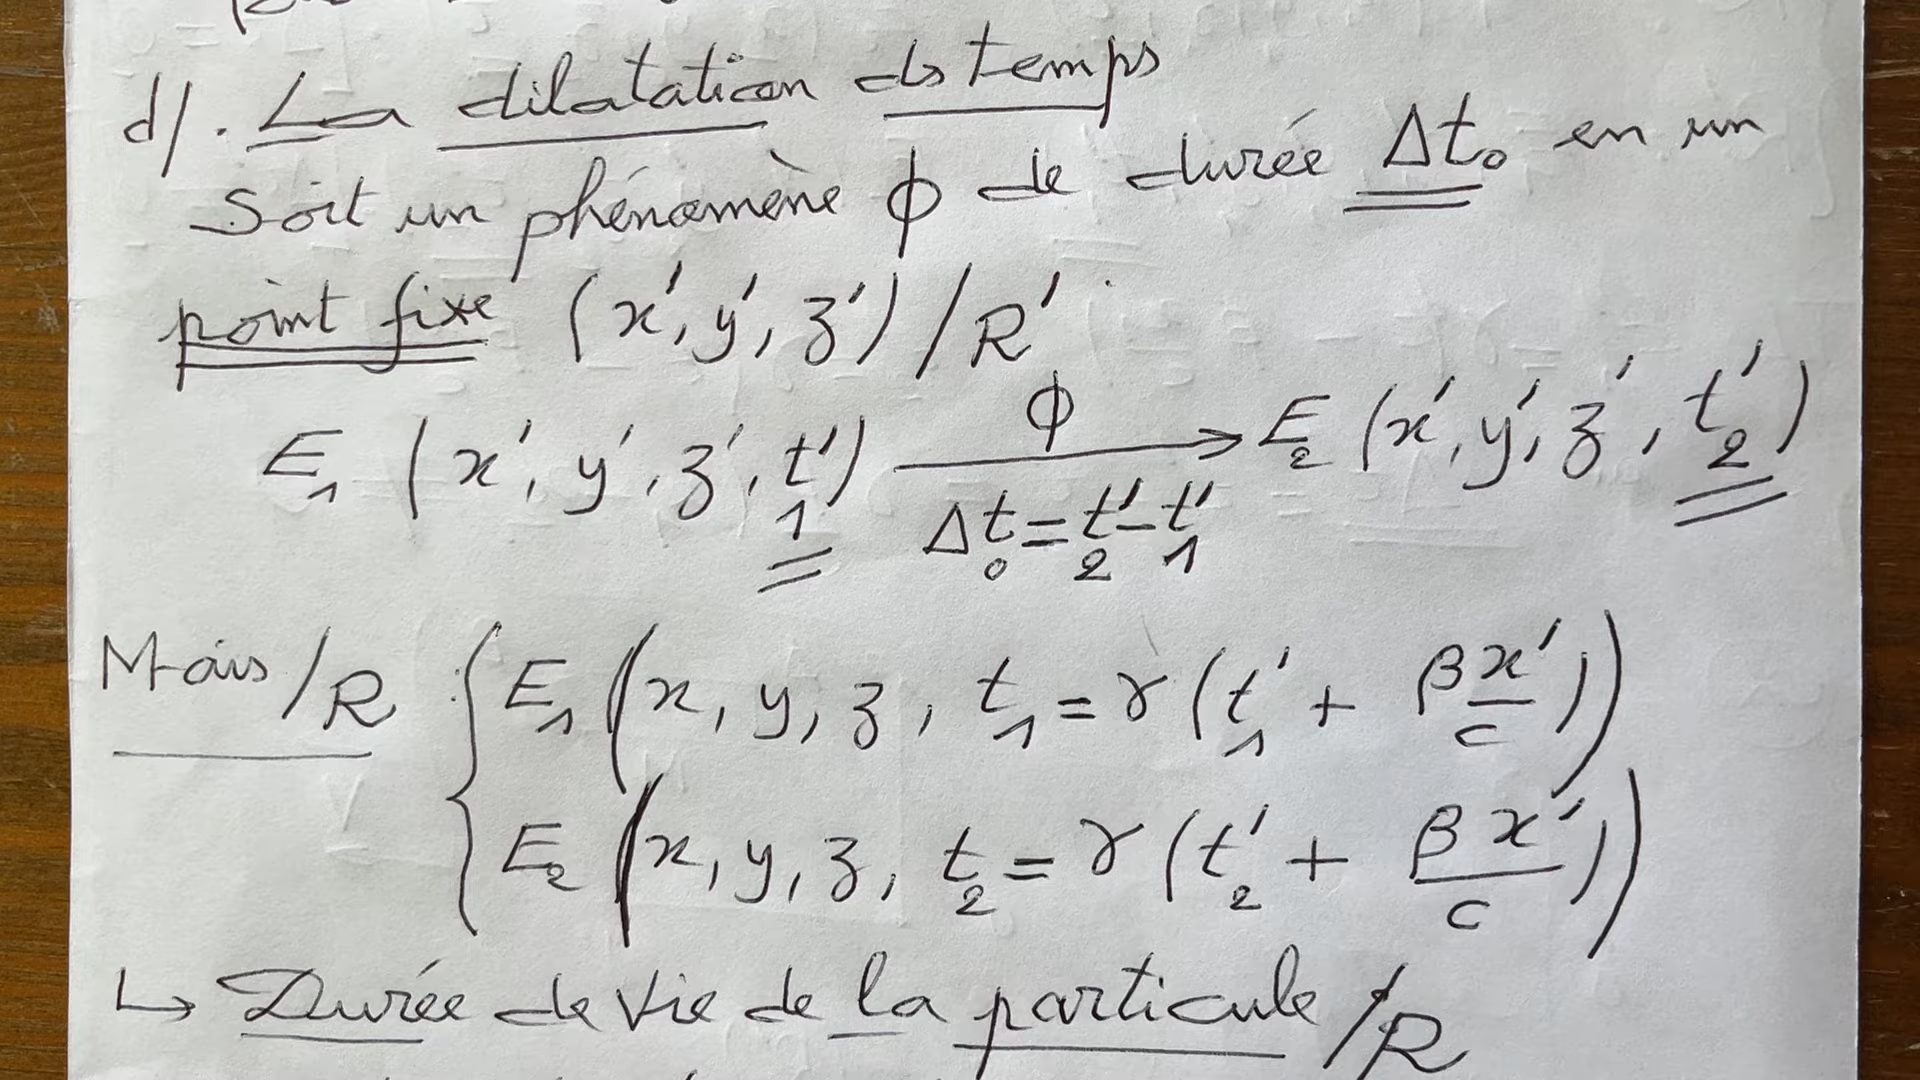 d/. La dilatation ds temps
Soit un phénomène ϕ de durée Δt₀ en un
point fixe (x', y', z') / R'
E₁ (x', y', z', t'₁) ⟶ E₂ (x', y', z', t'₂)
ϕ
Δt₀ = t'₂ - t'₁
Mais /R { E₁ (x, y, z, t₁ = γ (t'₁ + βx'/c))
E₂ (x, y, z, t₂ = γ (t'₂ + βx'/c))
↳ Durée de vie de la particule /R